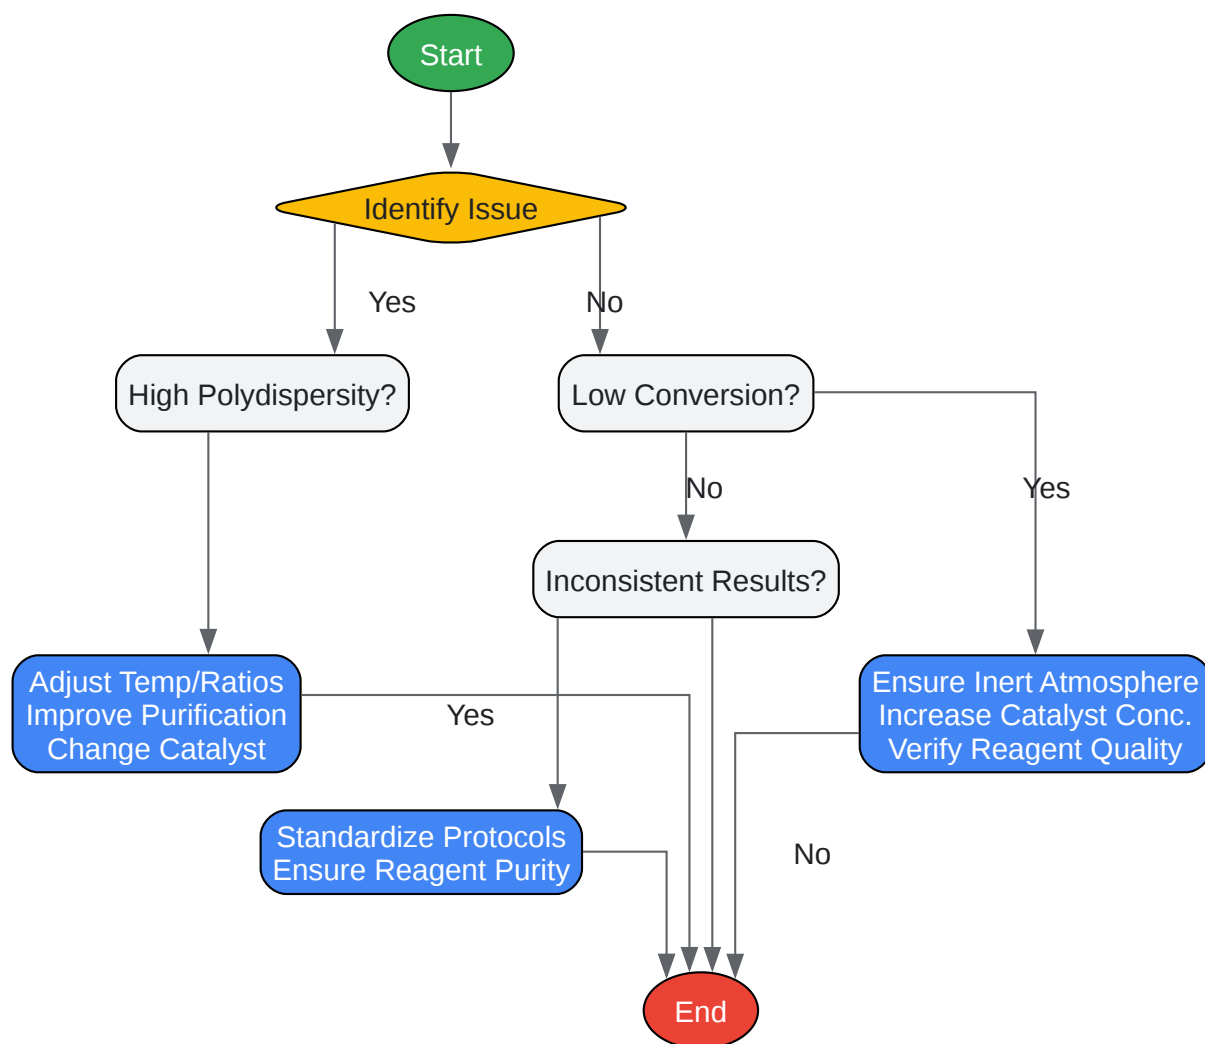 Start
Identify Issue
Yes
No
High Polydispersity?
Low Conversion?
No
Yes
Inconsistent Results?
Adjust Temp/Ratios
Improve Purification
Change Catalyst
Yes
Ensure Inert Atmosphere
Increase Catalyst Conc.
Verify Reagent Quality
Standardize Protocols
Ensure Reagent Purity
No
End